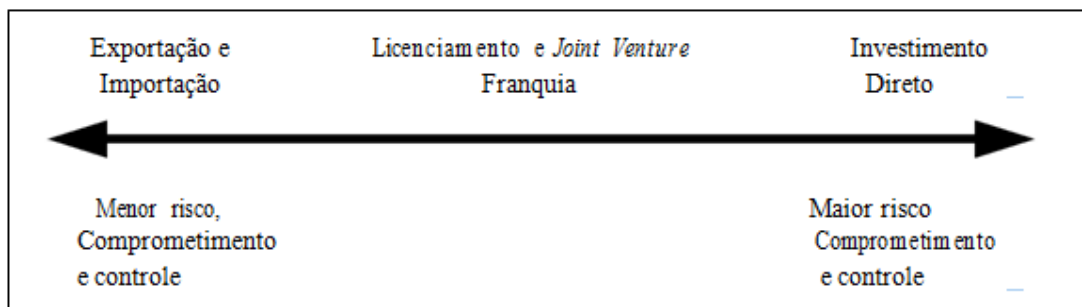 Exportação e
Importação
Licenciamento e Joint Venture
Franquia
Investimento
Direto
Menor risco,
Comprometimento
e controle
Maior risco
Comprometimento
e controle